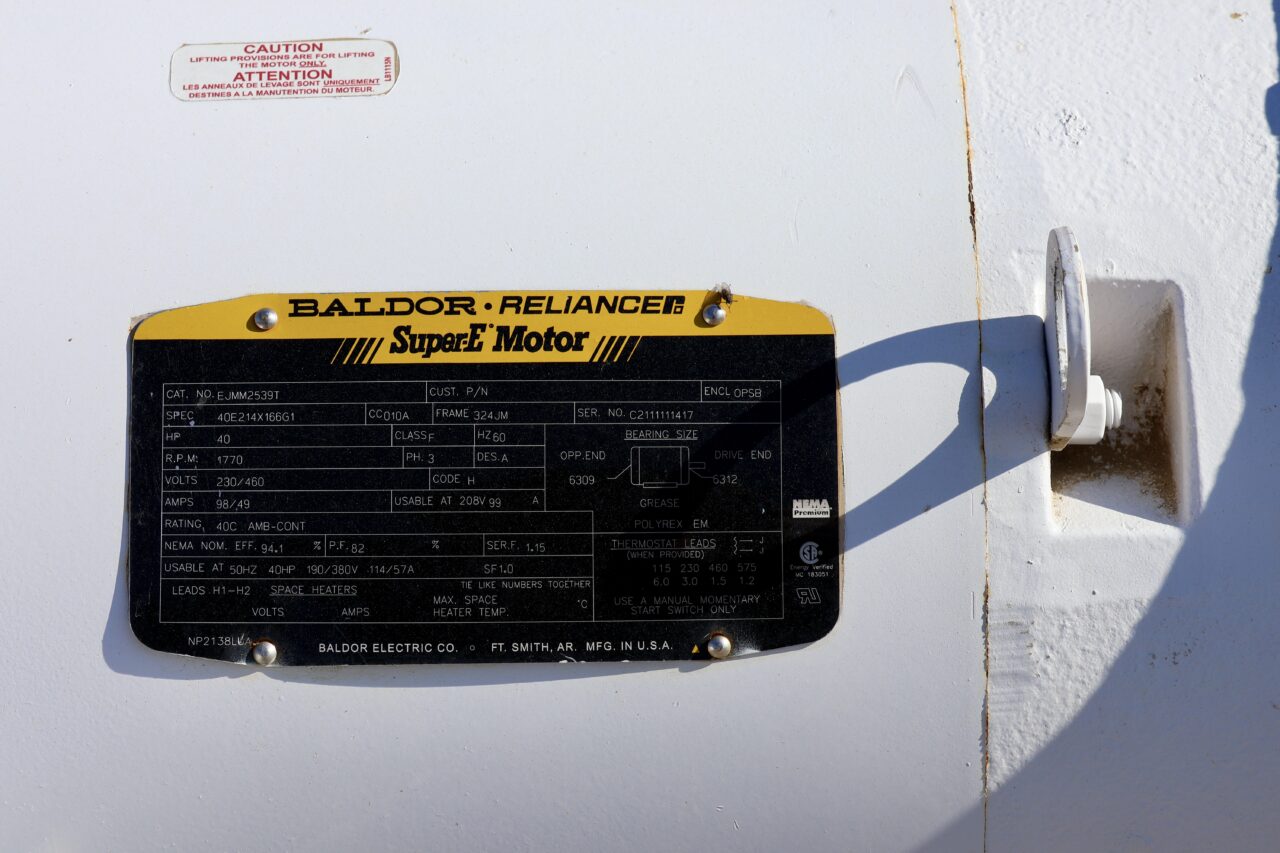 CAUTION
LIFTING PROVISIONS ARE FOR LIFTING
THE MOTOR ONLY.
ATTENTION
LES ANNEAUX DE LEVAGE SONT UNIQUEMENT
DESTINES A LA MANUTENTION DU MOTEUR.
LB1115N
BALDOR · RELIANCE
Super-E Motor
CAT. NO. EJMM2539T CUST. P/N ENCL OPSB
SPEC 40E214X166G1 CC 010A FRAME 324JM SER. NO. C2111111417
HP 40 CLASS F HZ 60 BEARING SIZE
R.P.M. 1770 PH. 3 DES. A OPP.END DRIVE END
VOLTS 230/460 CODE H 6309 6312
AMPS 98/49 USABLE AT 208V 99 A GREASE
RATING 40C AMB-CONT POLYREX EM
NEMA NOM. EFF. 94.1 % P.F. 82 % SER.F. 1.15 THERMOSTAT LEADS J J
(WHEN PROVIDED)
USABLE AT 50HZ 40HP 190/380V 114/57A SF1.0 115 230 460 575
6.0 3.0 1.5 1.2
LEADS H1-H2 SPACE HEATERS TIE LIKE NUMBERS TOGETHER
VOLTS AMPS MAX. SPACE HEATER TEMP. °C
USE A MANUAL MOMENTARY
START SWITCH ONLY
NEMA
Premium
Energy Verified
MC 183051
BALDOR ELECTRIC CO. FT. SMITH, AR. MFG. IN U.S.A.